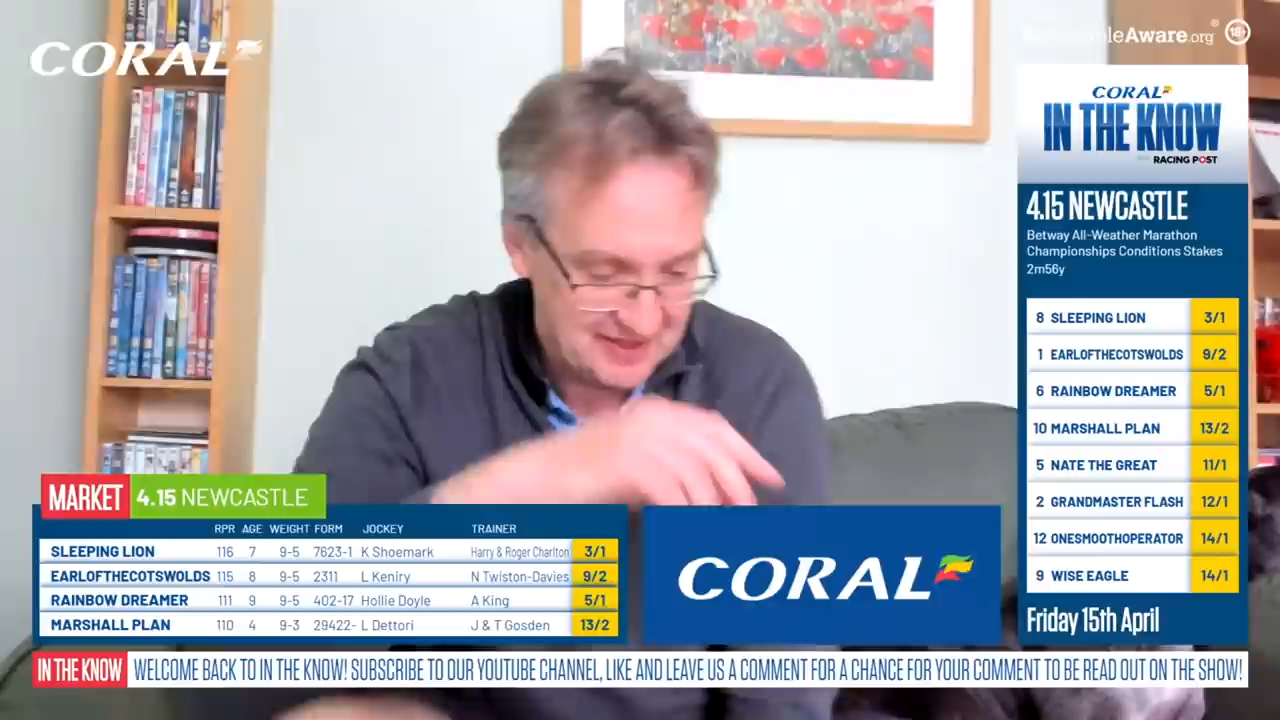 CORAL
BeGambleAware.org® 18+
CORAL
IN THE KNOW
WITH RACING POST
4.15 NEWCASTLE
Betway All-Weather Marathon
Championships Conditions Stakes
2m56y
8 SLEEPING LION 3/1
1 EARLOFTHECOTSWOLDS 9/2
6 RAINBOW DREAMER 5/1
10 MARSHALL PLAN 13/2
5 NATE THE GREAT 11/1
2 GRANDMASTER FLASH 12/1
12 ONESMOOTHOPERATOR 14/1
9 WISE EAGLE 14/1
Friday 15th April
MARKET 4.15 NEWCASTLE
RPR AGE WEIGHT FORM JOCKEY TRAINER
SLEEPING LION 116 7 9-5 7623-1 K Shoemark Harry & Roger Charlton 3/1
EARLOFTHECOTSWOLDS 115 8 9-5 2311 L Keniry N Twiston-Davies 9/2
RAINBOW DREAMER 111 9 9-5 402-17 Hollie Doyle A King 5/1
MARSHALL PLAN 110 4 9-3 29422- L Dettori J & T Gosden 13/2
CORAL
IN THE KNOW WELCOME BACK TO IN THE KNOW! SUBSCRIBE TO OUR YOUTUBE CHANNEL, LIKE AND LEAVE US A COMMENT FOR A CHANCE FOR YOUR COMMENT TO BE READ OUT ON THE SHOW!